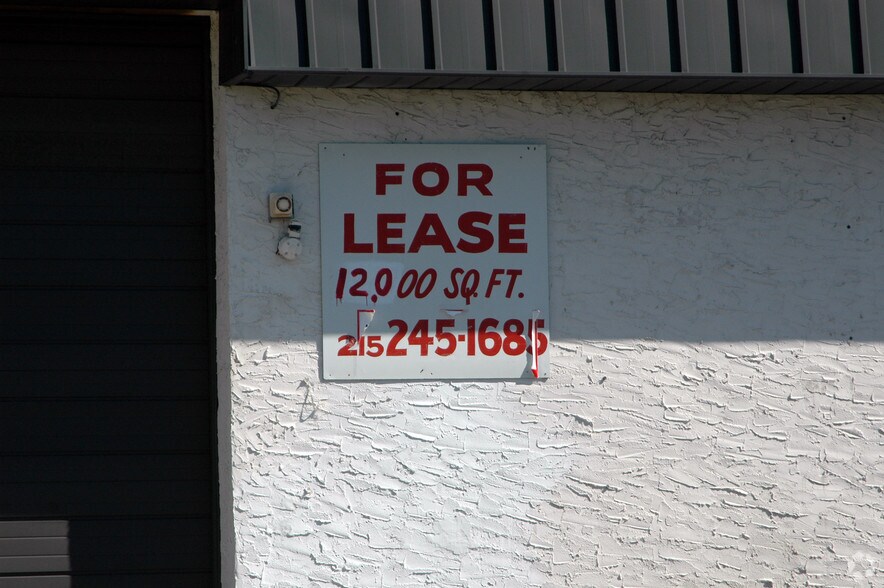 FOR
LEASE
12,000 SQ. FT.
215 245-1685